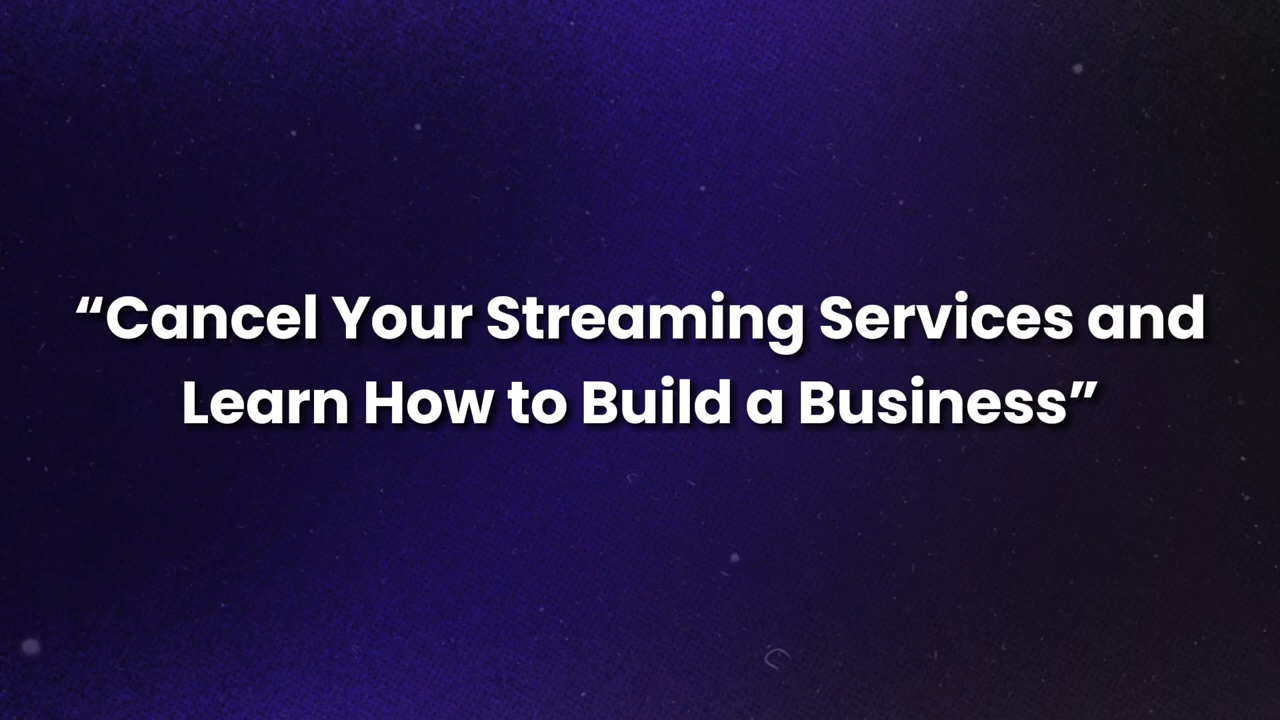 “Cancel Your Streaming Services and
Learn How to Build a Business”